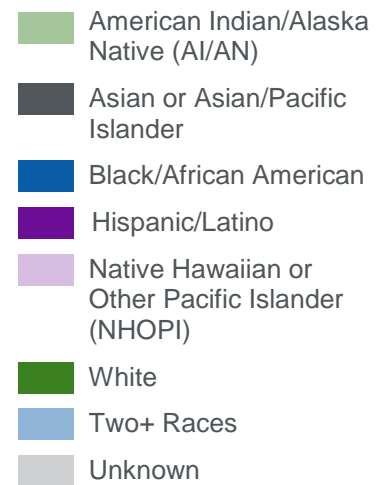 American Indian/Alaska
Native (AI/AN)
Asian or Asian/Pacific
Islander
Black/African American
Hispanic/Latino
Native Hawaiian or
Other Pacific Islander
(NHOPI)
White
Two+ Races
Unknown